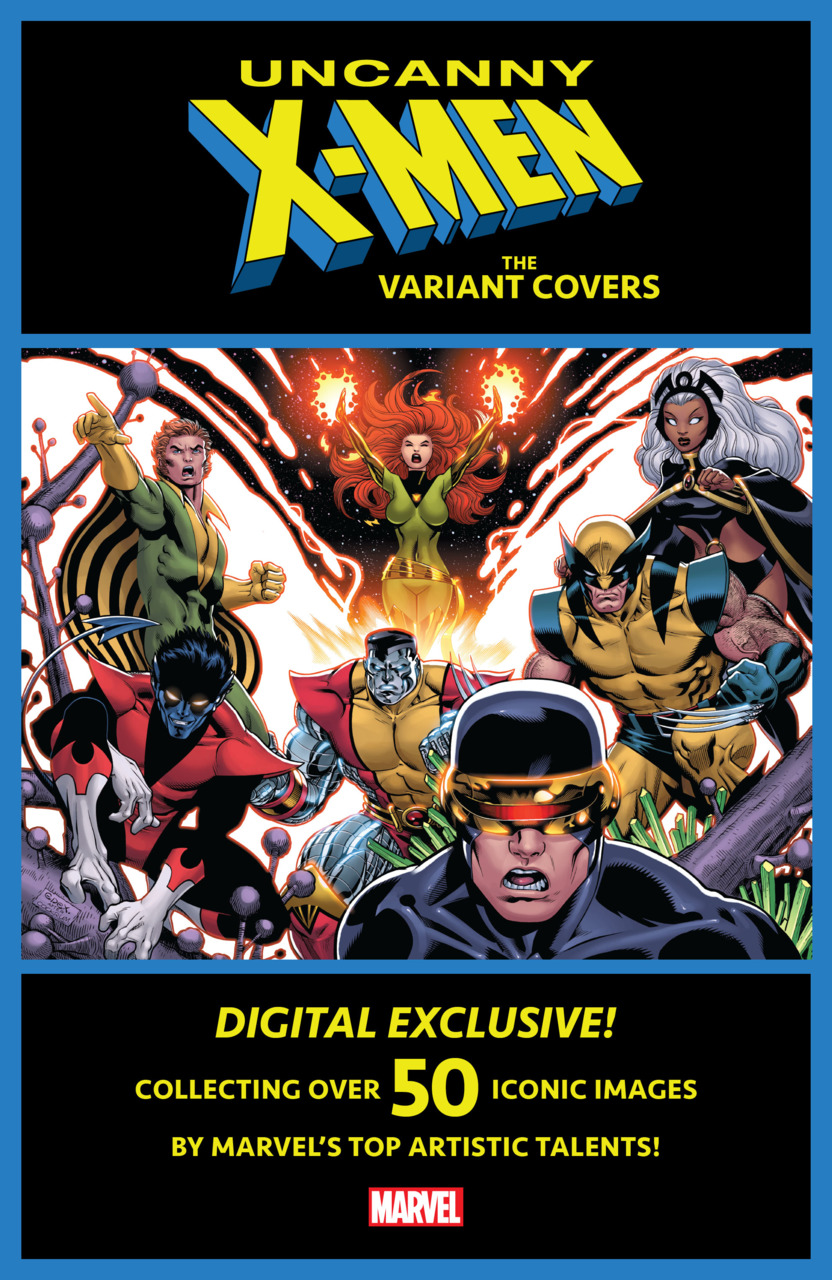 UNCANNY
X-MEN
THE
VARIANT COVERS
DIGITAL EXCLUSIVE!
COLLECTING OVER 50 ICONIC IMAGES
BY MARVEL'S TOP ARTISTIC TALENTS!
MARVEL